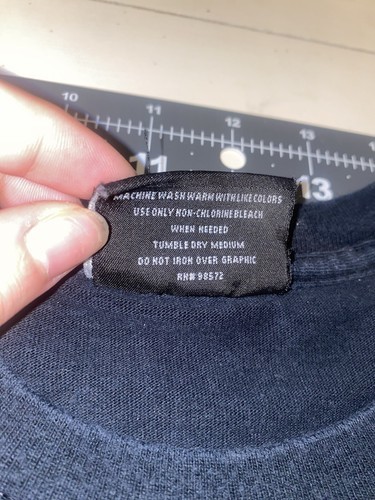 10
11
12
13
11
13
MACHINE WASH WARM WITH LIKE COLORS
USE ONLY NON-CHLORINE BLEACH
WHEN NEEDED
TUMBLE DRY MEDIUM
DO NOT IRON OVER GRAPHIC
RN# 98572